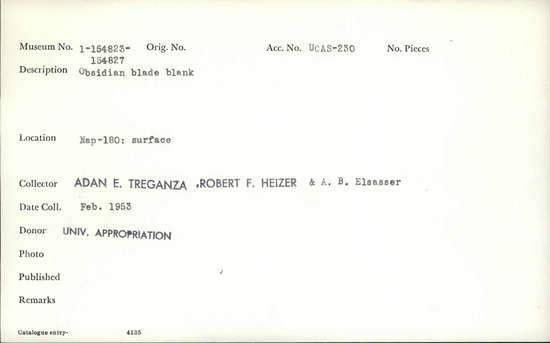 Museum No. 1-154823- Orig. No. Acc. No. UCAS-230 No. Pieces
154827
Description Obsidian blade blank
Location Nap-180: surface
Collector ADAN E. TREGANZA , ROBERT F. HEIZER & A. B. Elsasser
Date Coll. Feb. 1953
Donor UNIV. APPROPRIATION
Photo
Published
Remarks
Catalogue entry- 4135